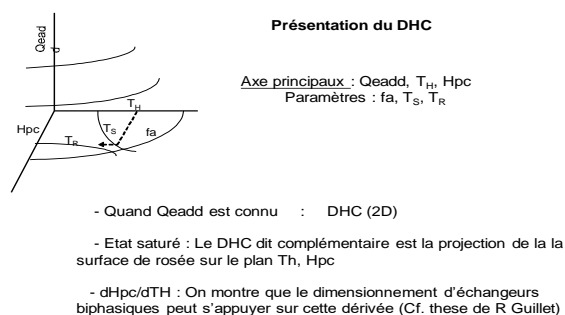 Présentation du DHC
Qead
d
Axe principaux : Qeadd, TH, Hpc
Paramètres : fa, TS, TR
TH
Hpc
TS
fa
TR
- Quand Qeadd est connu : DHC (2D)
- Etat saturé : Le DHC dit complémentaire est la projection de la la
surface de rosée sur le plan Th, Hpc
- dHpc/dTH : On montre que le dimensionnement d'échangeurs
biphasiques peut s'appuyer sur cette dérivée (Cf. these de R Guillet)